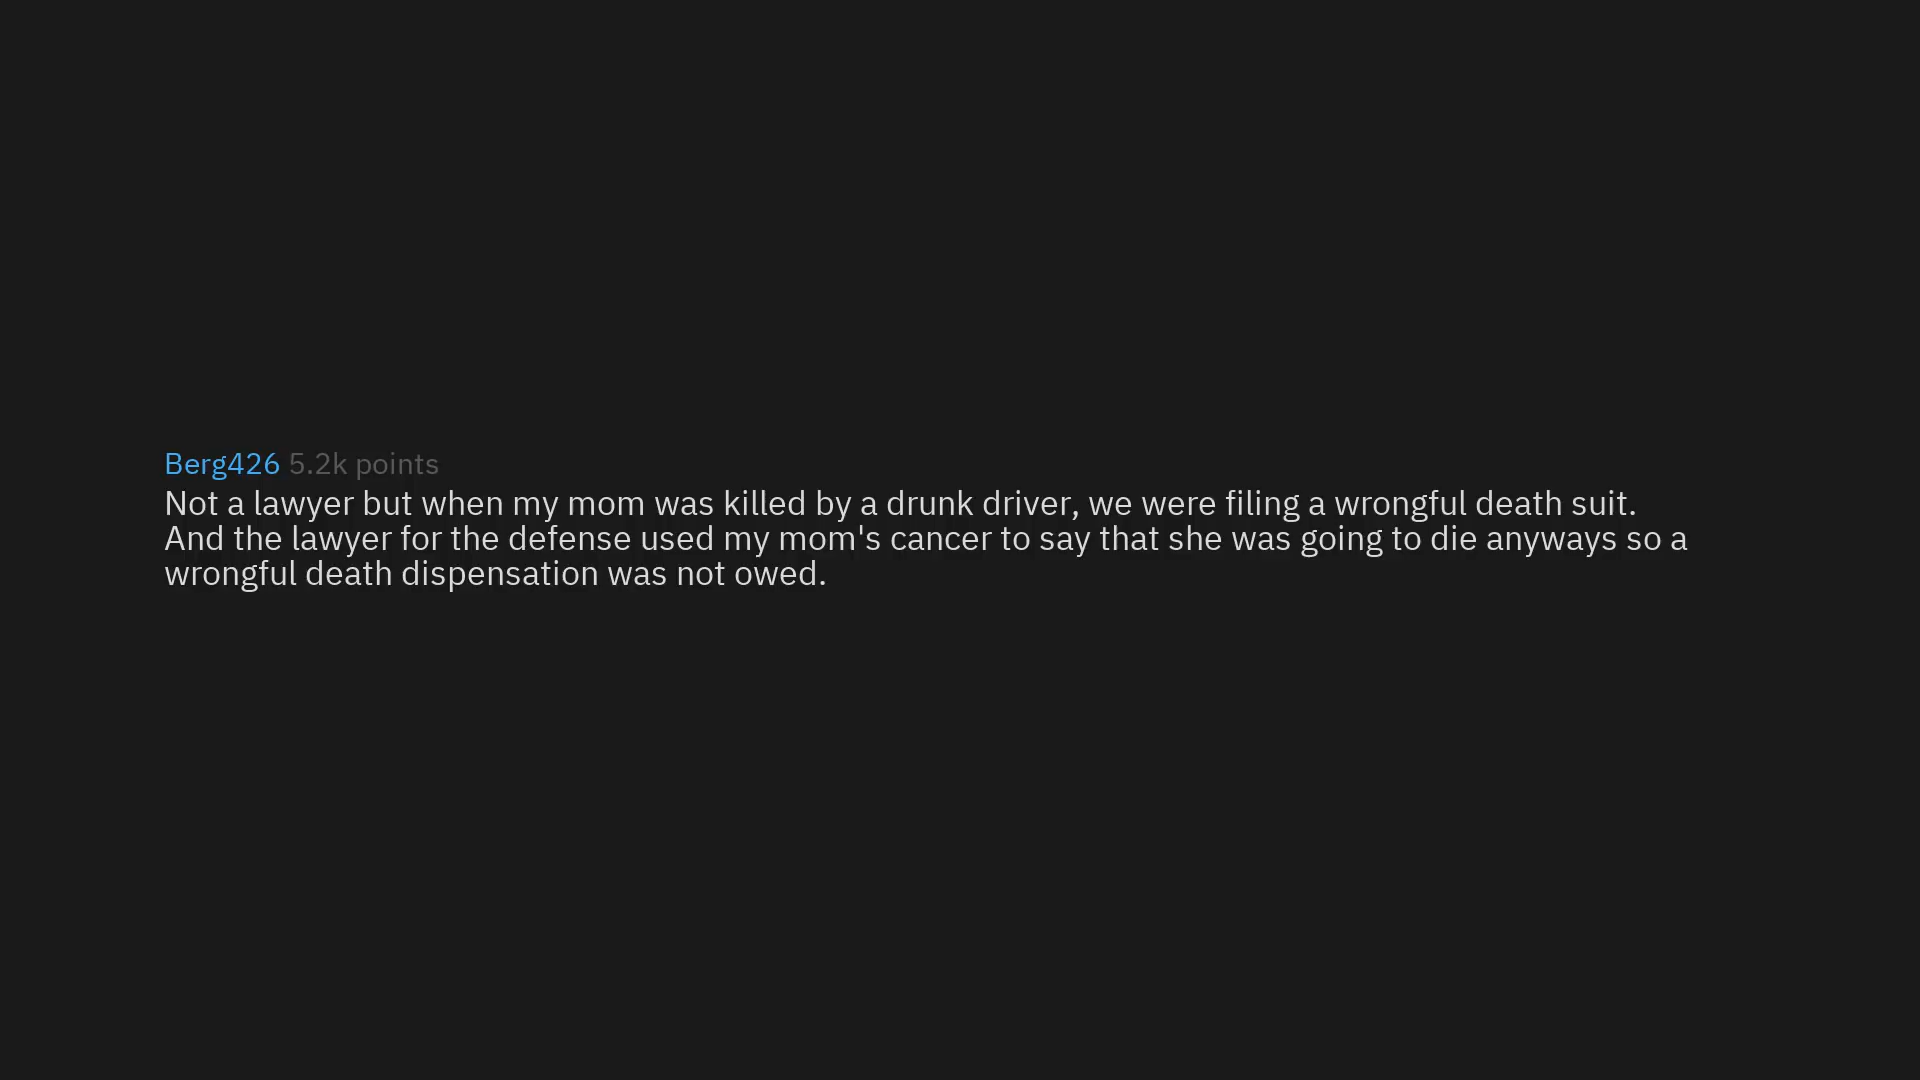 Berg426 5.2k points
Not a lawyer but when my mom was killed by a drunk driver, we were filing a wrongful death suit.
And the lawyer for the defense used my mom's cancer to say that she was going to die anyways so a
wrongful death dispensation was not owed.